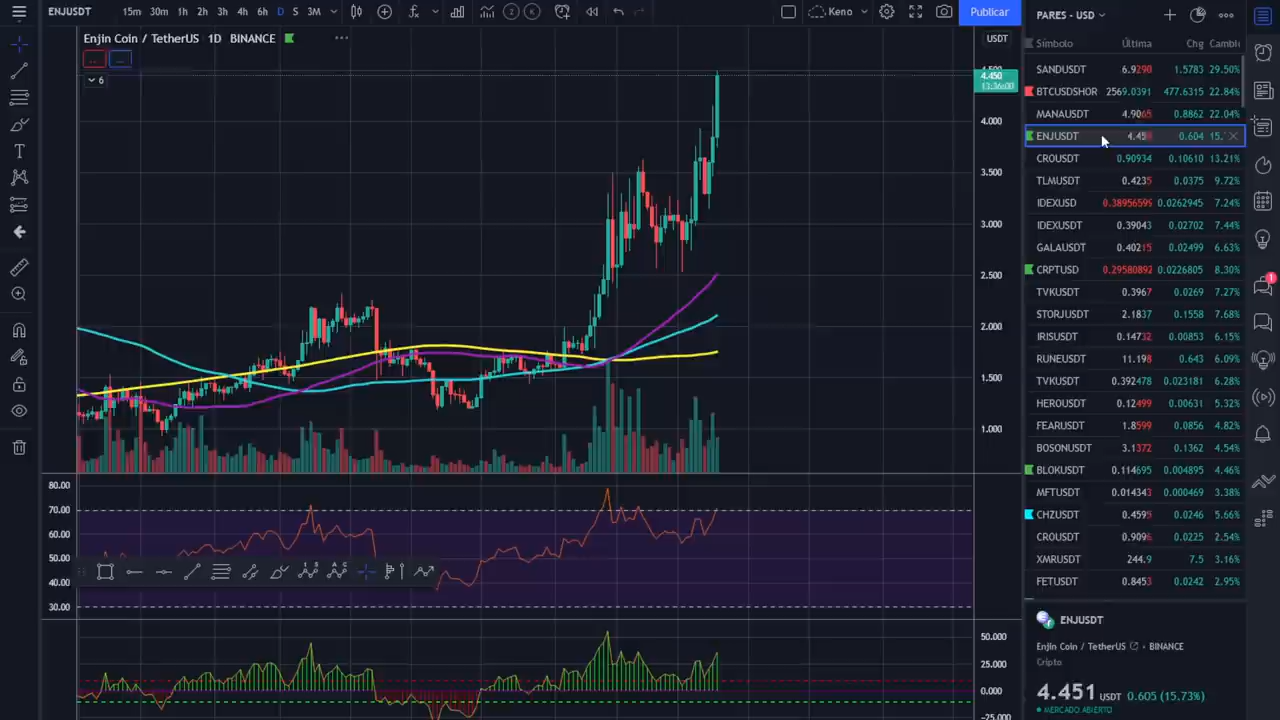 ENJUSDT 15m 30m 1h 2h 3h 4h 6h D S 3M Keno Publicar
Enjin Coin / TetherUS 1D BINANCE
6
USDT
4.450
4.000
3.500
3.000
2.500
2.000
1.500
1.000
80.00
70.00
60.00
50.00
40.00
30.00
50.000
25.000
0.000
-25.000
PARES - USD
Símbolo Última Chg Cambi
SANDUSDT 6.9290 1.5783 29.50%
BTCUSDSHOR 2569.0391 477.6315 22.84%
MANAUSDT 4.9065 0.8862 22.04%
ENJUSDT 0.604
CROUSDT 0.90934 0.10610 13.21%
TLMUSDT 0.4235 0.0375 9.72%
IDEXUSD 0.38956599 0.0262945 7.24%
IDEXUSDT 0.39043 0.02702 7.44%
GALAUSDT 0.40215 0.02499 6.63%
CRPTUSD 0.29580892 0.0226805 8.30%
TVKUSDT 0.3967 0.0269 7.27%
STORJUSDT 2.1837 0.1558 7.68%
IRISUSDT 0.14732 0.00853 6.15%
RUNEUSDT 11.198 0.643 6.09%
TVKUSDT 0.392478 0.023181 6.28%
HEROUSDT 0.12499 0.00631 5.32%
FEARUSDT 1.8599 0.0856 4.82%
BOSONUSDT 3.1372 0.1362 4.54%
BLOKUSDT 0.114695 0.004895 4.46%
MFTUSDT 0.014343 0.000469 3.38%
CHZUSDT 0.4595 0.0246 5.66%
CROUSDT 0.9096 0.0225 2.54%
XMRUSDT 244.9 7.5 3.16%
FETUSDT 0.8453 0.0242 2.95%
ENJUSDT
Enjin Coin / TetherUS • BINANCE
Cripto
4.451 USDT 0.605 (15.73%)
MERCADO ABIERTO
1